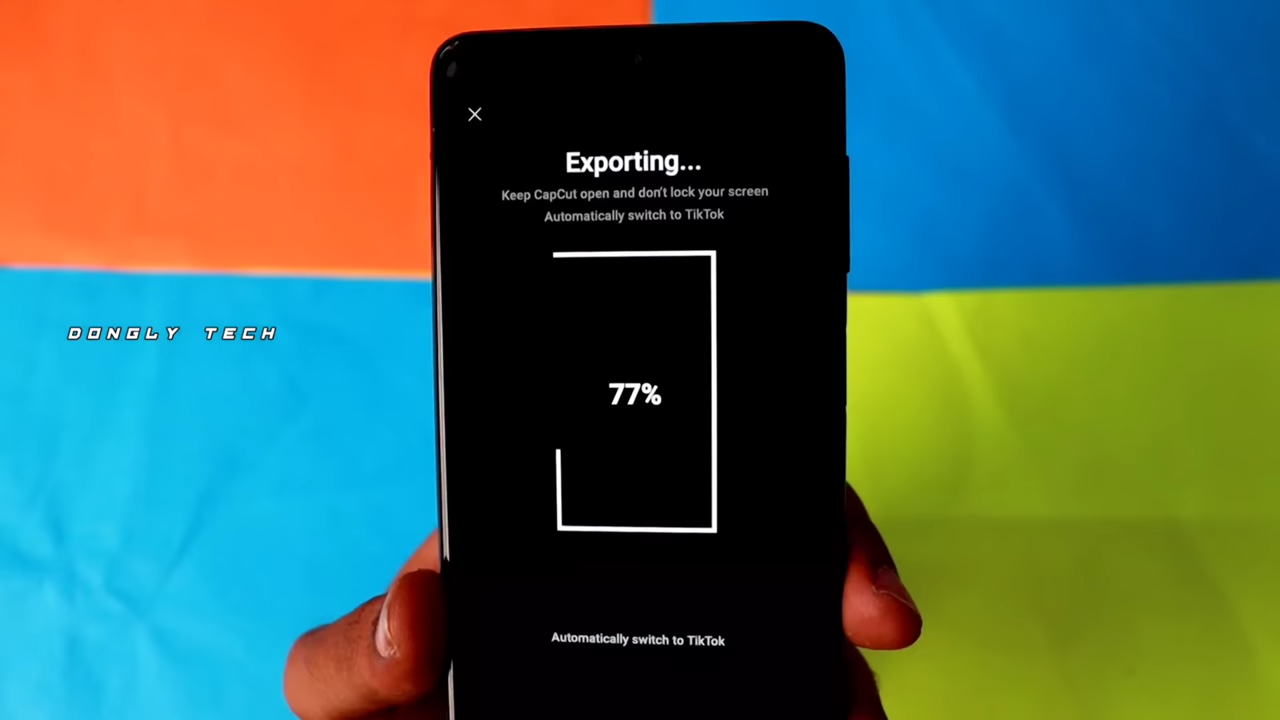 Exporting...
Keep CapCut open and don't lock your screen
Automatically switch to TikTok
DONGLY TECH
77%
Automatically switch to TikTok